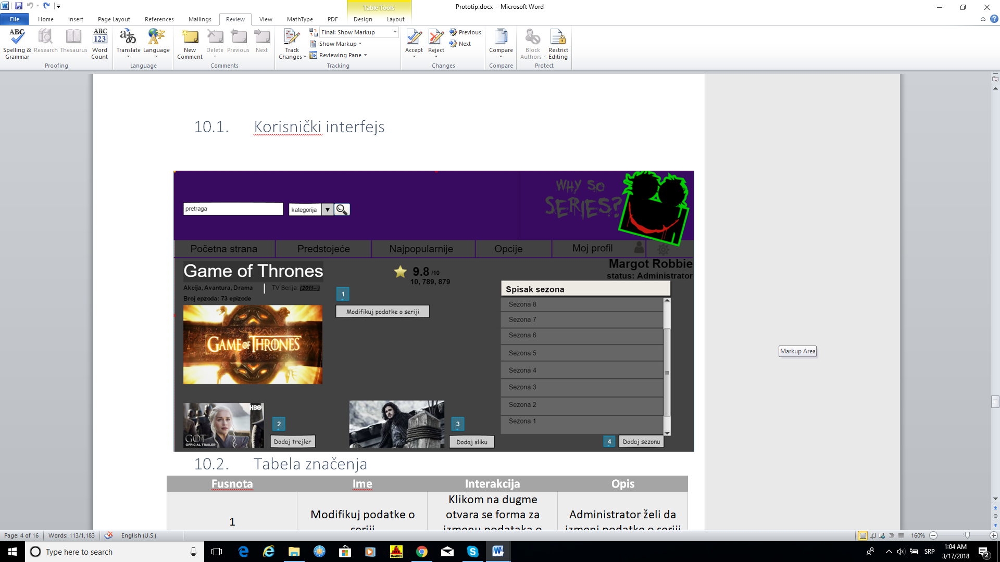 Table Tools
Prototip.docx - Microsoft Word
File Home Insert Page Layout References Mailings Review View MathType PDF Design Layout
Spelling & Grammar
Research
Thesaurus
Word Count
Translate
Language
New Comment
Delete
Previous
Next
Track Changes
Final: Show Markup
Show Markup
Reviewing Pane
Accept
Reject
Previous
Next
Compare
Block Authors
Restrict Editing
Proofing Language Comments Tracking Changes Compare Protect
10.1. Korisnički interfejs
WHY SO
SERIES?
pretraga
kategorija
Početna strana Predstojeće Najpopularnije Opcije Moj profil
Margot Robbie
status: Administrator
Game of Thrones
9.8 /10
10, 789, 879
Akcija, Avantura, Drama
TV Serija: (2011– )
Broj epzoda: 73 epizode
1
Modifikuj podatke o seriji
GAME OF THRONES
Spisak sezona
Sezona 8
Sezona 7
Sezona 6
Sezona 5
Sezona 4
Sezona 3
Sezona 2
Sezona 1
HBO
GOT
OFFICIAL TRAILER
2
Dodaj trejler
3
Dodaj sliku
4
Dodaj sezonu
Markup Area
10.2. Tabela značenja
Fusnota Ime Interakcija Opis
1
Modifikuj podatke o
seriji
Klikom na dugme
otvara se forma za
izmenu podataka o
Administrator želi da
izmeni podatke o seriji
Page: 4 of 16 Words: 113/1,183 English (U.S.) 160%
Type here to search
BABEL
SRP
1:04 AM
3/17/2018
2